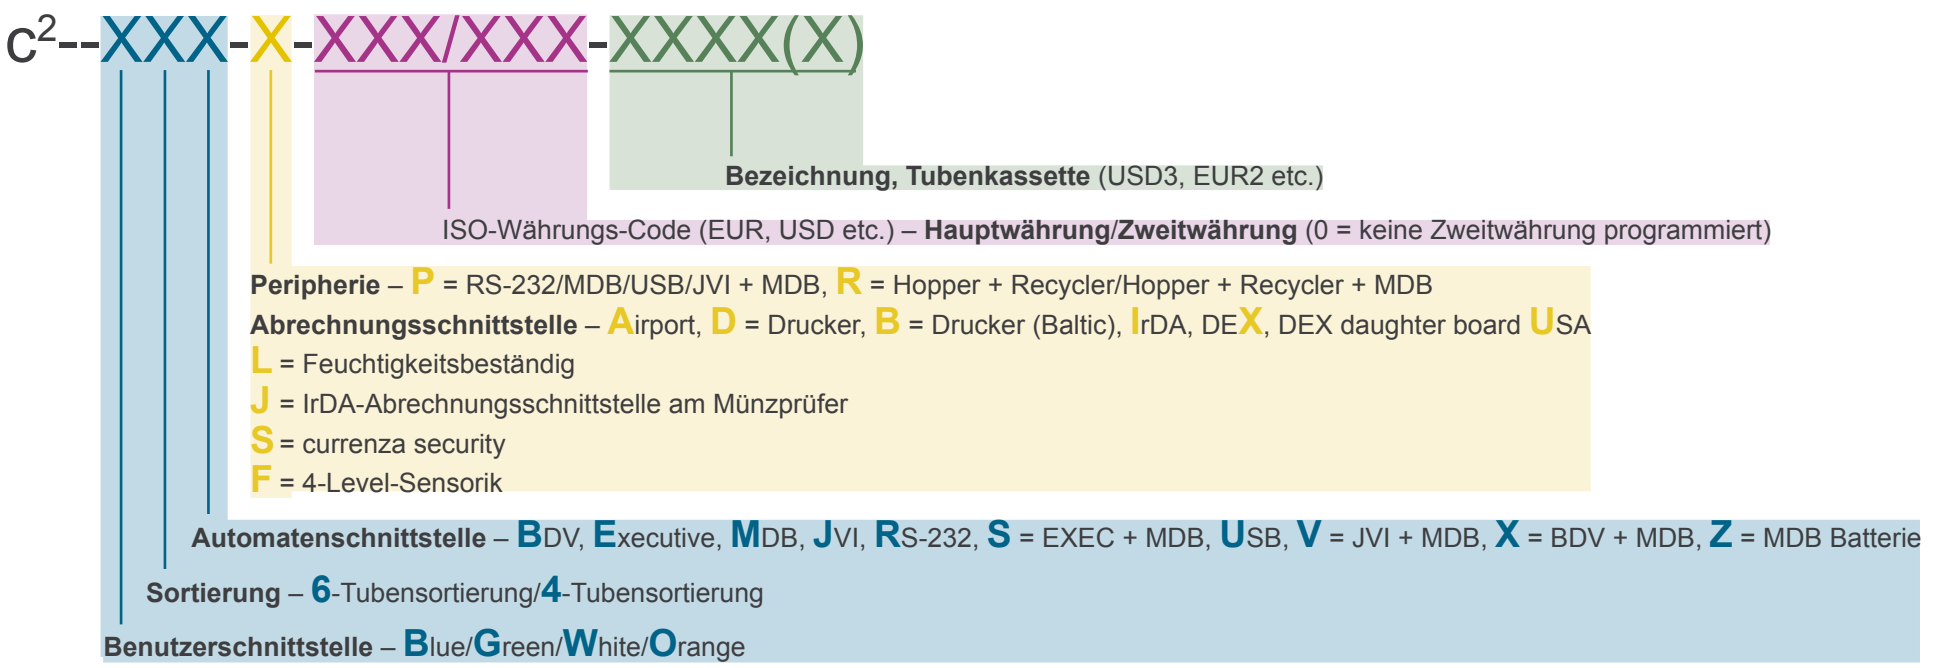 C²--XXX-X-XXX/XXX-XXXX(X)
Bezeichnung, Tubenkassette (USD3, EUR2 etc.)
ISO-Währungs-Code (EUR, USD etc.) – Hauptwährung/Zweitwährung (0 = keine Zweitwährung programmiert)
Peripherie – P = RS-232/MDB/USB/JVI + MDB, R = Hopper + Recycler/Hopper + Recycler + MDB
Abrechnungsschnittstelle – Airport, D = Drucker, B = Drucker (Baltic), IrDA, DEX, DEX daughter board USA
L = Feuchtigkeitsbeständig
J = IrDA-Abrechnungsschnittstelle am Münzprüfer
S = currenza security
F = 4-Level-Sensorik
Automatenschnittstelle – BDV, Executive, MDB, JVI, RS-232, S = EXEC + MDB, USB, V = JVI + MDB, X = BDV + MDB, Z = MDB Batterie
Sortierung – 6-Tubensortierung/4-Tubensortierung
Benutzerschnittstelle – Blue/Green/White/Orange